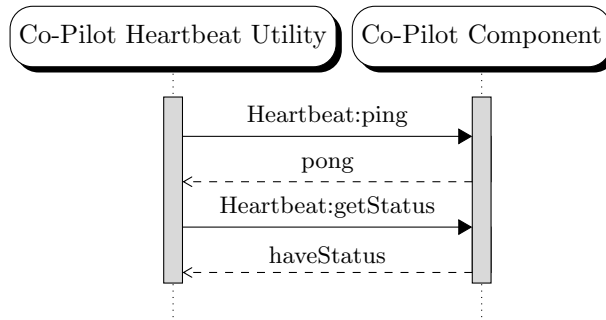 Co-Pilot Heartbeat Utility
Co-Pilot Component
Heartbeat:ping
pong
Heartbeat:getStatus
haveStatus